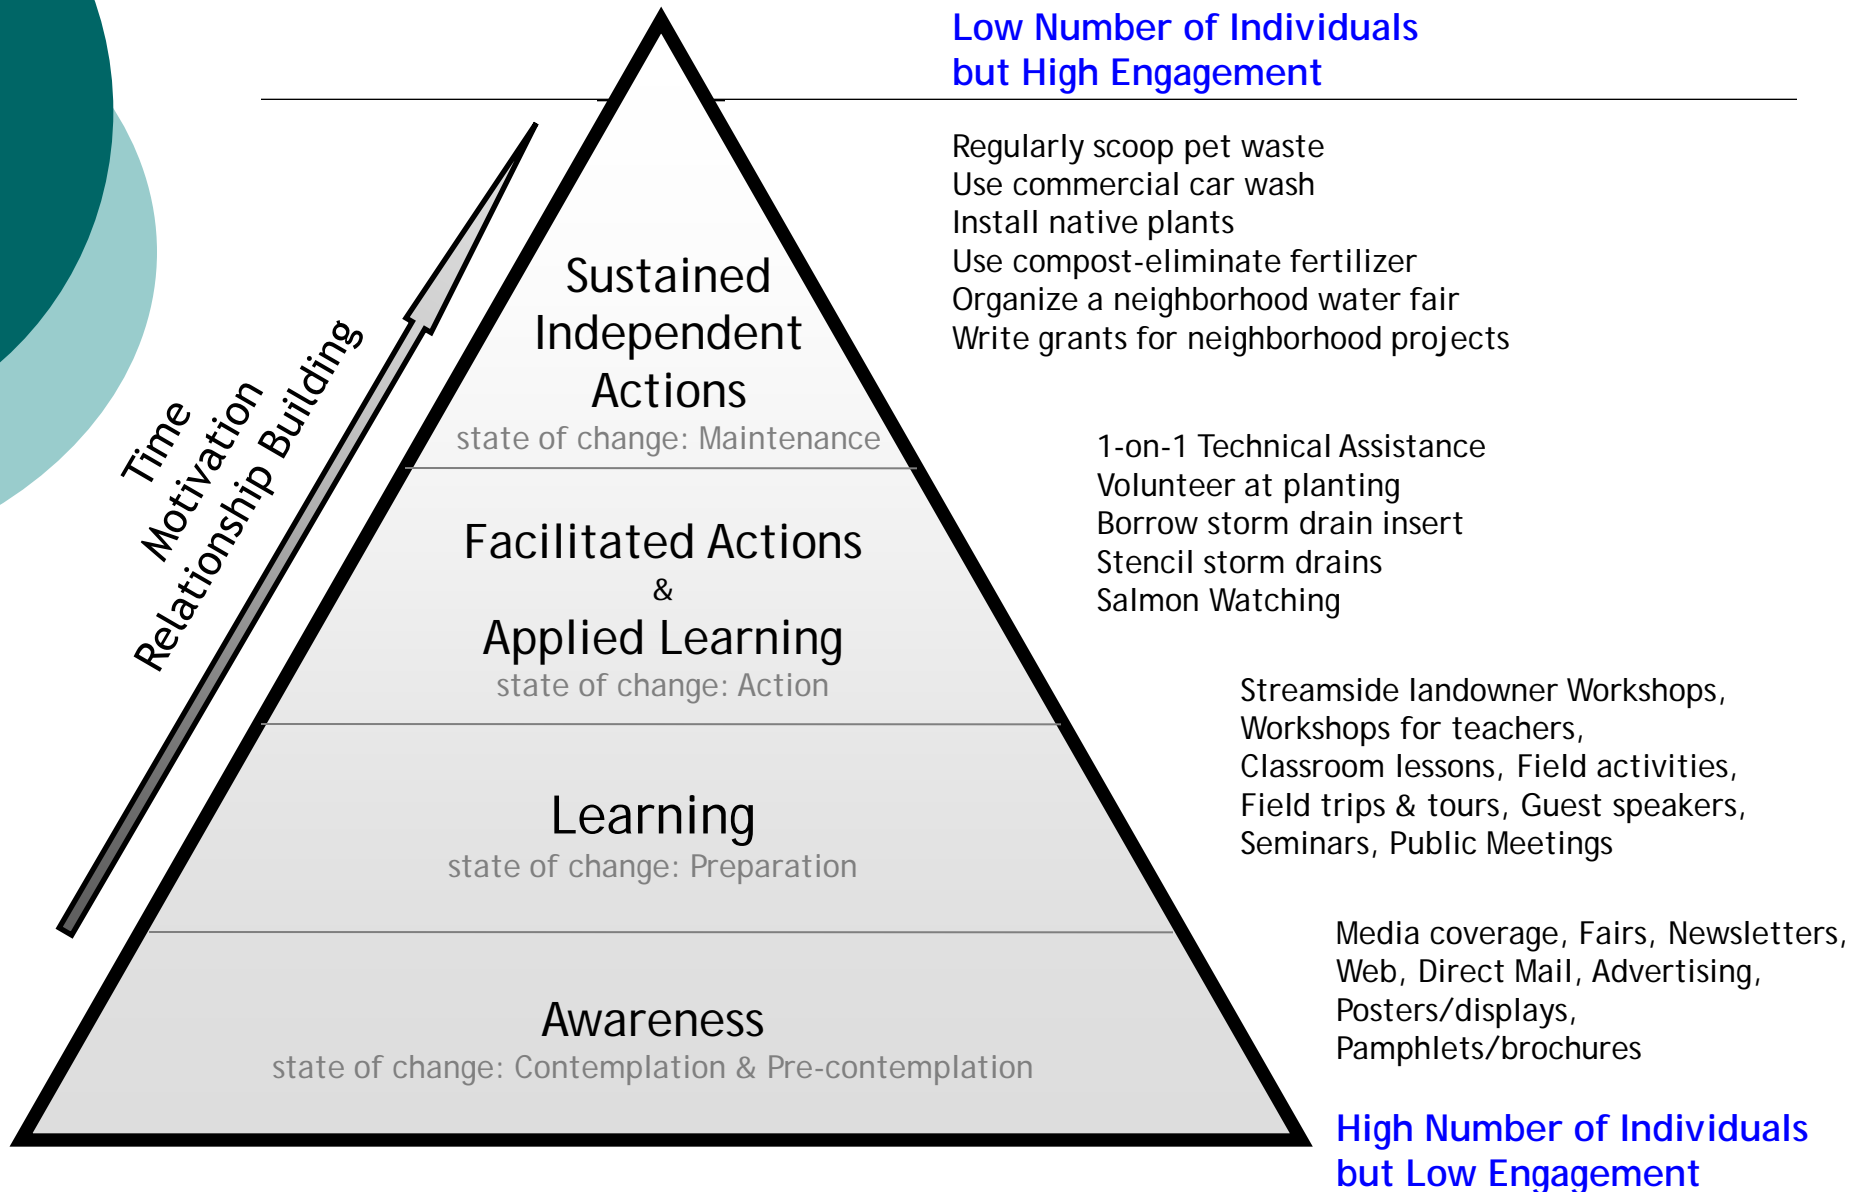 Low Number of Individuals
but High Engagement
Regularly scoop pet waste
Use commercial car wash
Install native plants
Use compost-eliminate fertilizer
Organize a neighborhood water fair
Write grants for neighborhood projects
Time
Motivation
Relationship Building
Sustained
Independent
Actions
state of change: Maintenance
1-on-1 Technical Assistance
Volunteer at planting
Borrow storm drain insert
Stencil storm drains
Salmon Watching
Facilitated Actions
&
Applied Learning
state of change: Action
Streamside landowner Workshops,
Workshops for teachers,
Classroom lessons, Field activities,
Field trips & tours, Guest speakers,
Seminars, Public Meetings
Learning
state of change: Preparation
Media coverage, Fairs, Newsletters,
Web, Direct Mail, Advertising,
Posters/displays,
Pamphlets/brochures
Awareness
state of change: Contemplation & Pre-contemplation
High Number of Individuals
but Low Engagement